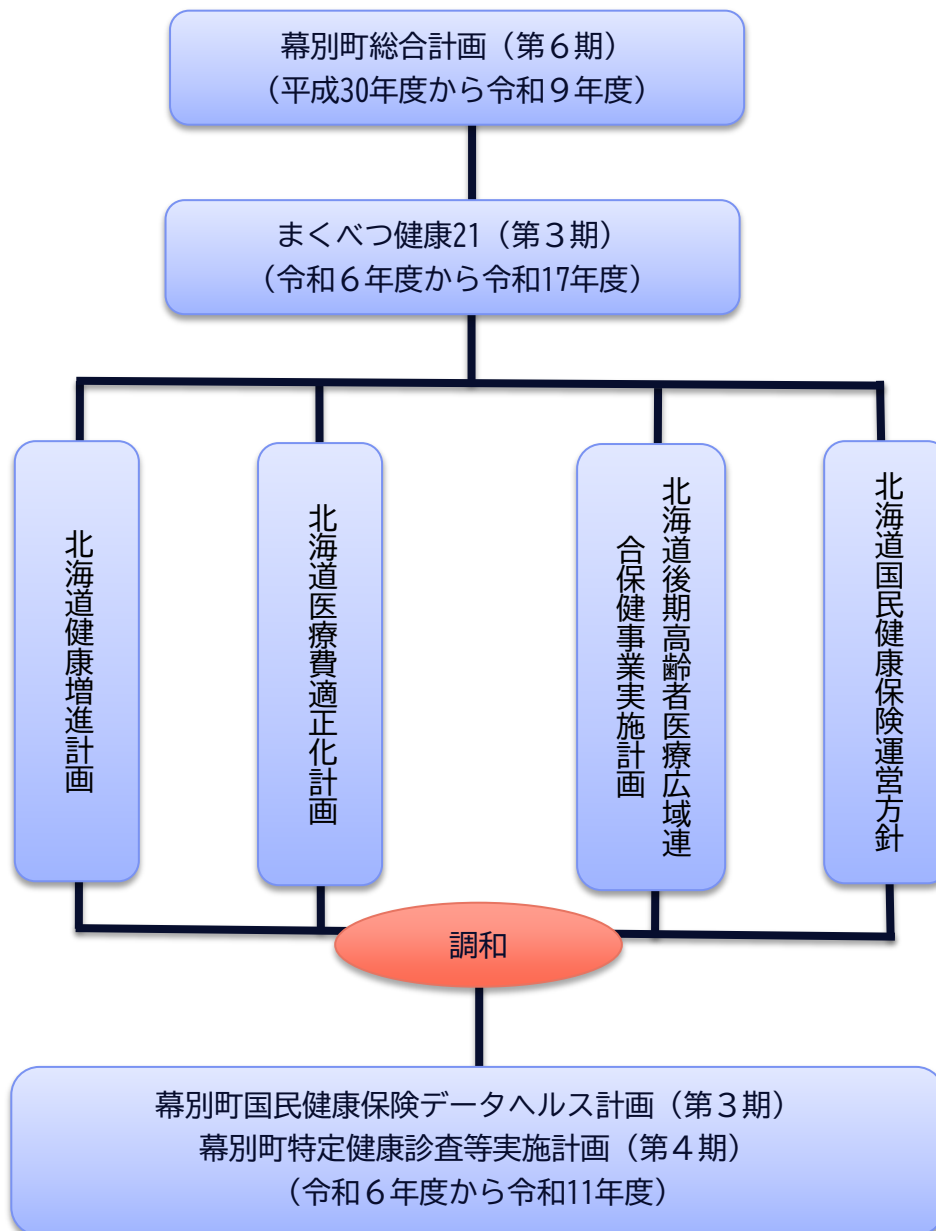 幕別町総合計画（第６期）
（平成30年度から令和９年度）
まくべつ健康21（第３期）
（令和６年度から令和17年度）
北海道健康増進計画
北海道医療費適正化計画
北海道後期高齢者医療広域連
合保健事業実施計画
北海道国民健康保険運営方針
調和
幕別町国民健康保険データヘルス計画（第３期）
幕別町特定健康診査等実施計画（第４期）
（令和６年度から令和11年度）